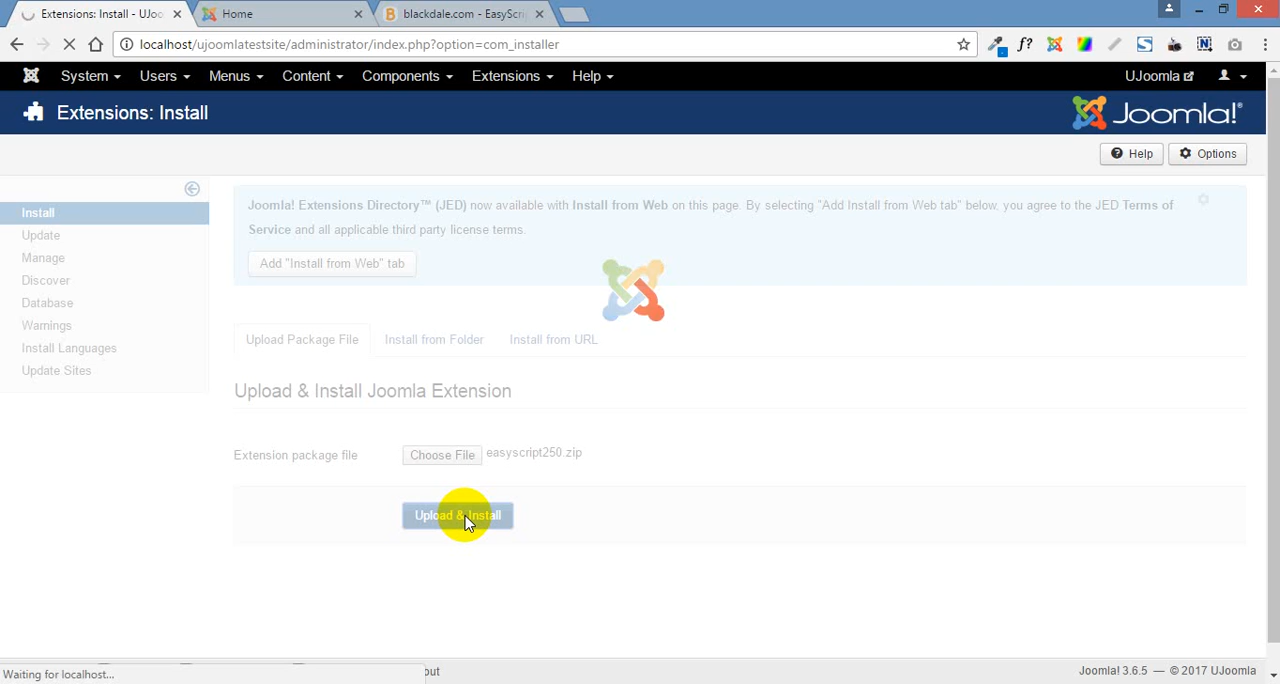 Extensions: Install - UJoo
Home
blackdale.com - EasyScri
localhost/ujoomlatestsite/administrator/index.php?option=com_installer
f?
System Users Menus Content Components Extensions Help UJoomla
Extensions: Install
Joomla!®
Help Options
Install
Update
Manage
Discover
Database
Warnings
Install Languages
Update Sites
Joomla! Extensions Directory™ (JED) now available with Install from Web on this page. By selecting "Add Install from Web tab" below, you agree to the JED Terms of
Service and all applicable third party license terms.
Add "Install from Web" tab
Upload Package File Install from Folder Install from URL
Upload & Install Joomla Extension
Extension package file Choose File easyscript250.zip
Upload & Install
Waiting for localhost...
out
Joomla! 3.6.5 — © 2017 UJoomla